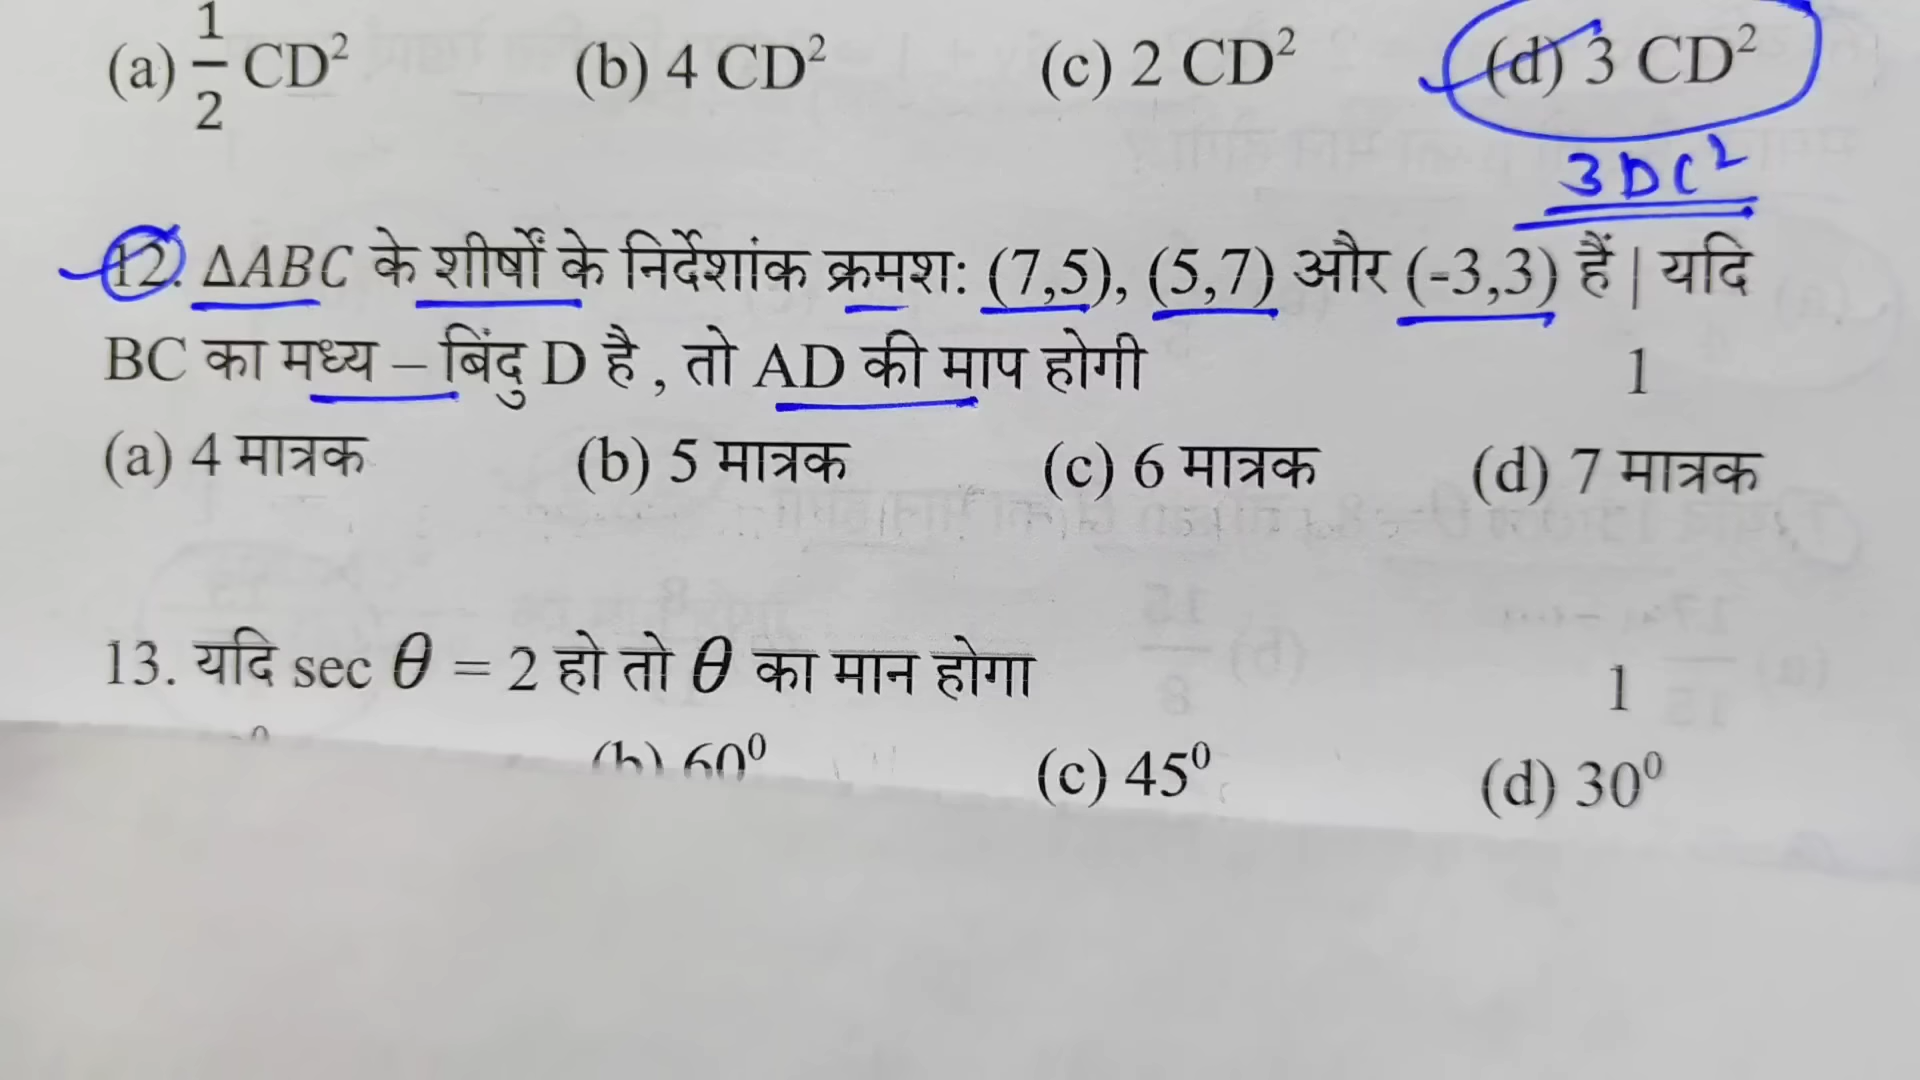 (a) 1/2 CD² (b) 4 CD² (c) 2 CD² (d) 3 CD²
3DC²
12. ΔABC के शीर्षों के निर्देशांक क्रमश: (7,5), (5,7) और (-3,3) हैं | यदि
BC का मध्य – बिंदु D है , तो AD की माप होगी 1
(a) 4 मात्रक (b) 5 मात्रक (c) 6 मात्रक (d) 7 मात्रक
13. यदि sec θ = 2 हो तो θ का मान होगा 1
(b) 60⁰ (c) 45⁰ (d) 30⁰